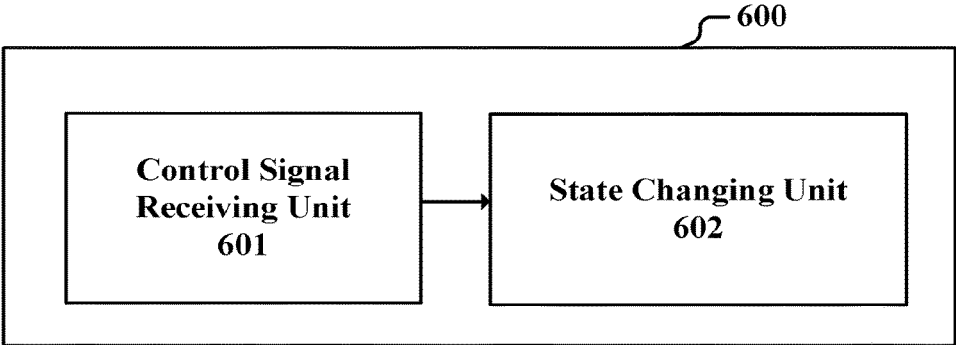 600
Control Signal
Receiving Unit
601
State Changing Unit
602